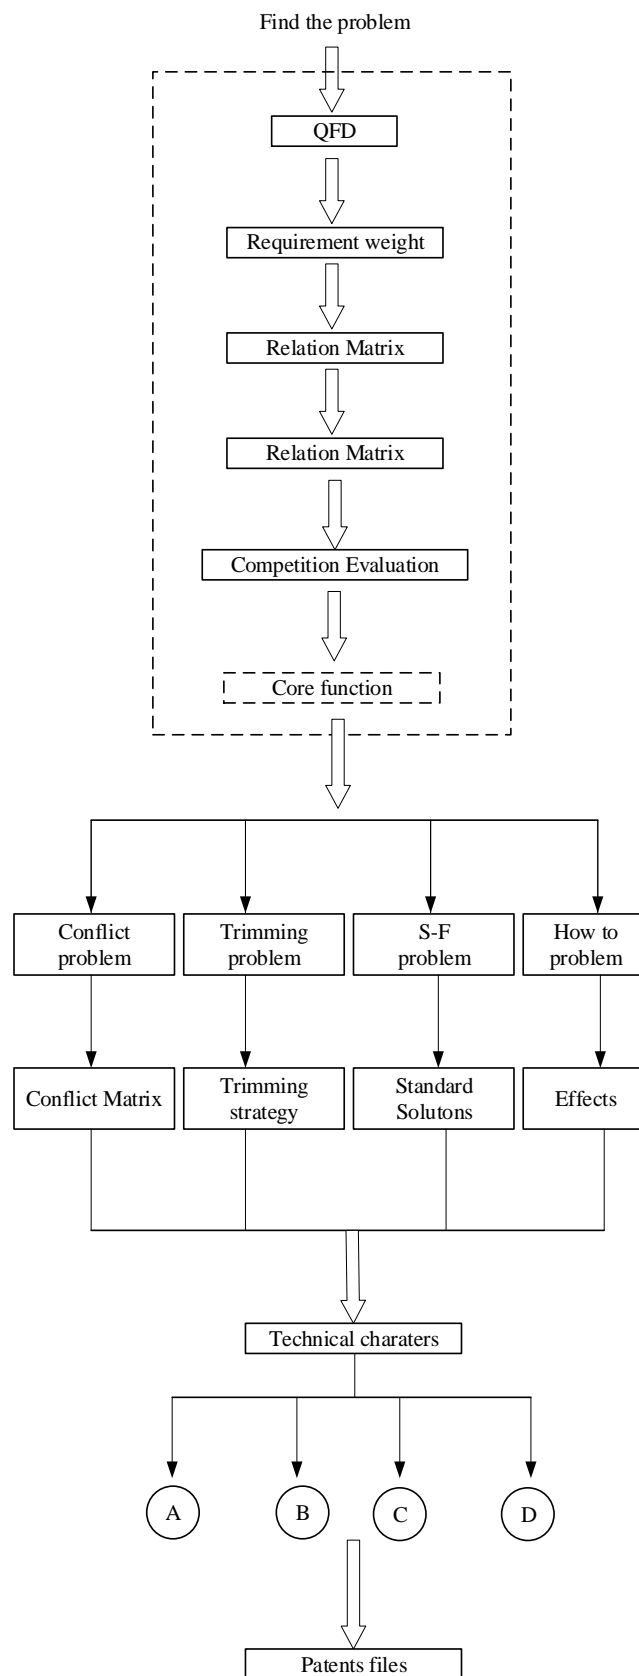 Find the problem
QFD
Requirement weight
Relation Matrix
Relation Matrix
Competition Evaluation
Core function
Conflict
problem
Trimming
problem
S-F
problem
How to
problem
Conflict Matrix
Trimming
strategy
Standard
Solutons
Effects
Technical charaters
A
B
C
D
Patents files